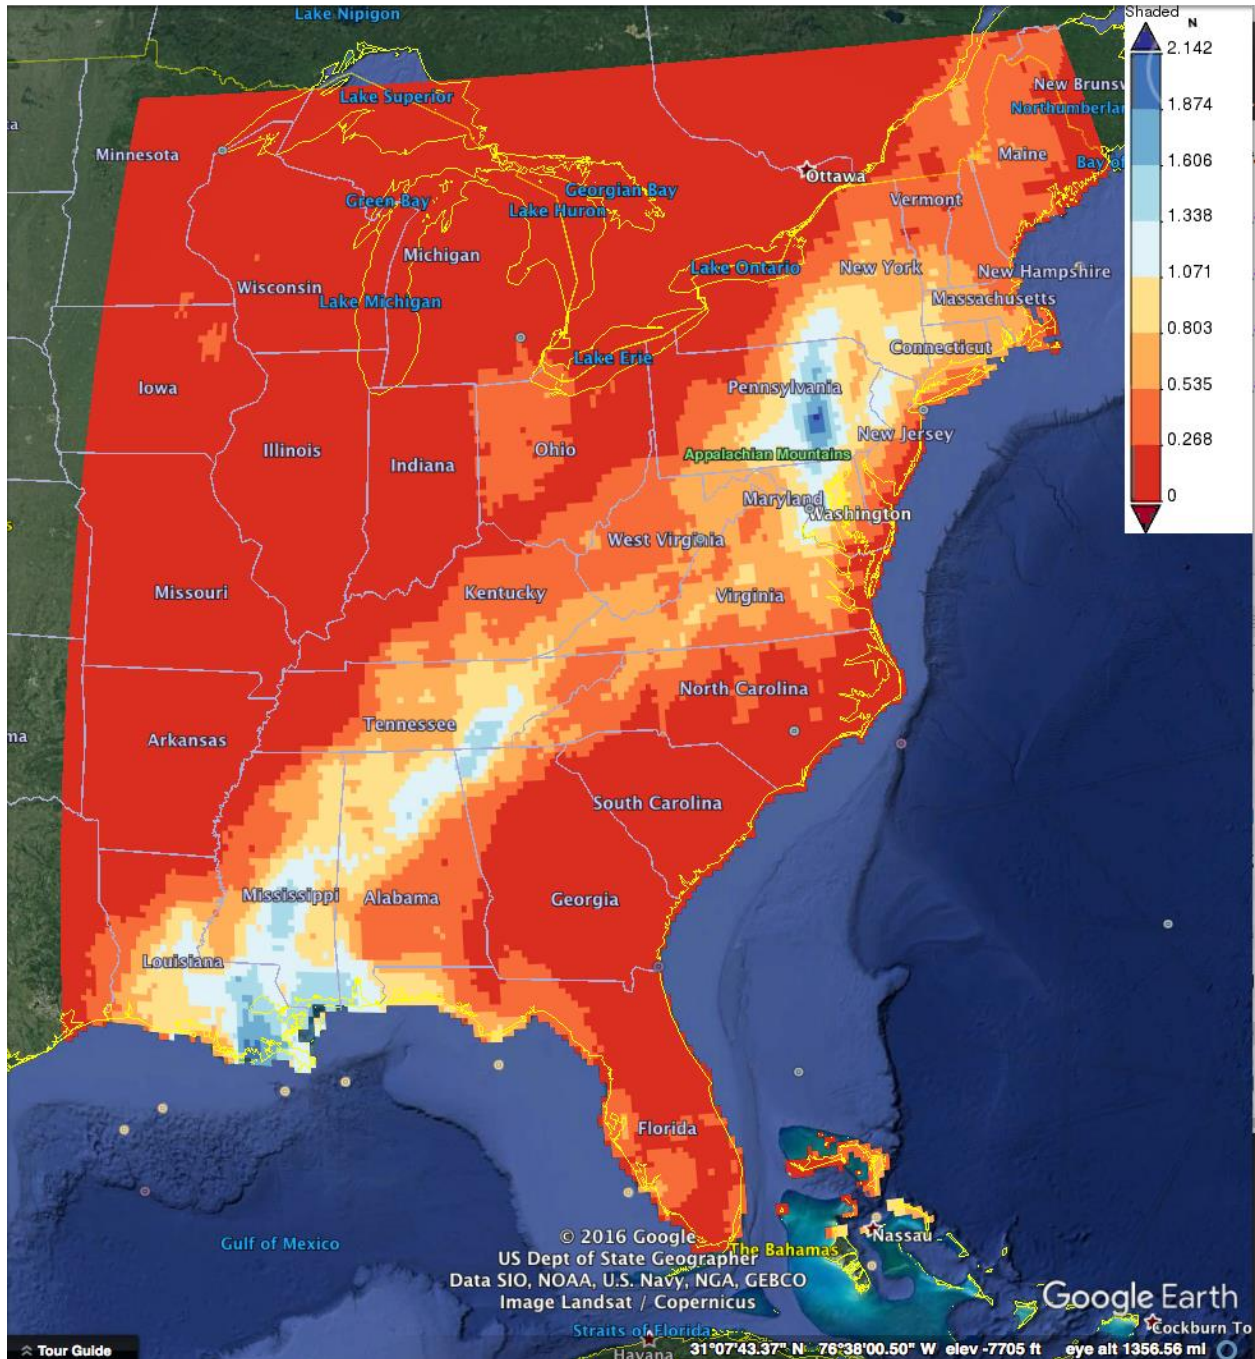 Lake Nipigon
Shaded
N
2.142
1.874
1.606
1.338
1.071
0.803
0.535
0.268
0
New Brunsw
Northumberlan
Lake Superior
ta
Minnesota
Maine
Bay of
Ottawa
Georgian Bay
Green Bay
Lake Huron
Vermont
Michigan
Lake Ontario
New York
New Hampshire
Wisconsin
Lake Michigan
Massachusetts
Connecticut
Lake Erie
Iowa
Pennsylvania
New Jersey
Illinois
Ohio
Indiana
Appalachian Mountains
Maryland
Washington
West Virginia
Missouri
Kentucky
Virginia
North Carolina
Tennessee
ma
Arkansas
South Carolina
Mississippi
Alabama
Georgia
Louisiana
Florida
Gulf of Mexico
© 2016 Google
US Dept of State Geographer
Data SIO, NOAA, U.S. Navy, NGA, GEBCO
Image Landsat / Copernicus
The Bahamas
Nassau
Google Earth
Straits of Florida
Cockburn To
Tour Guide
Havana
31°07'43.37" N 76°38'00.50" W elev -7705 ft eye alt 1356.56 mi